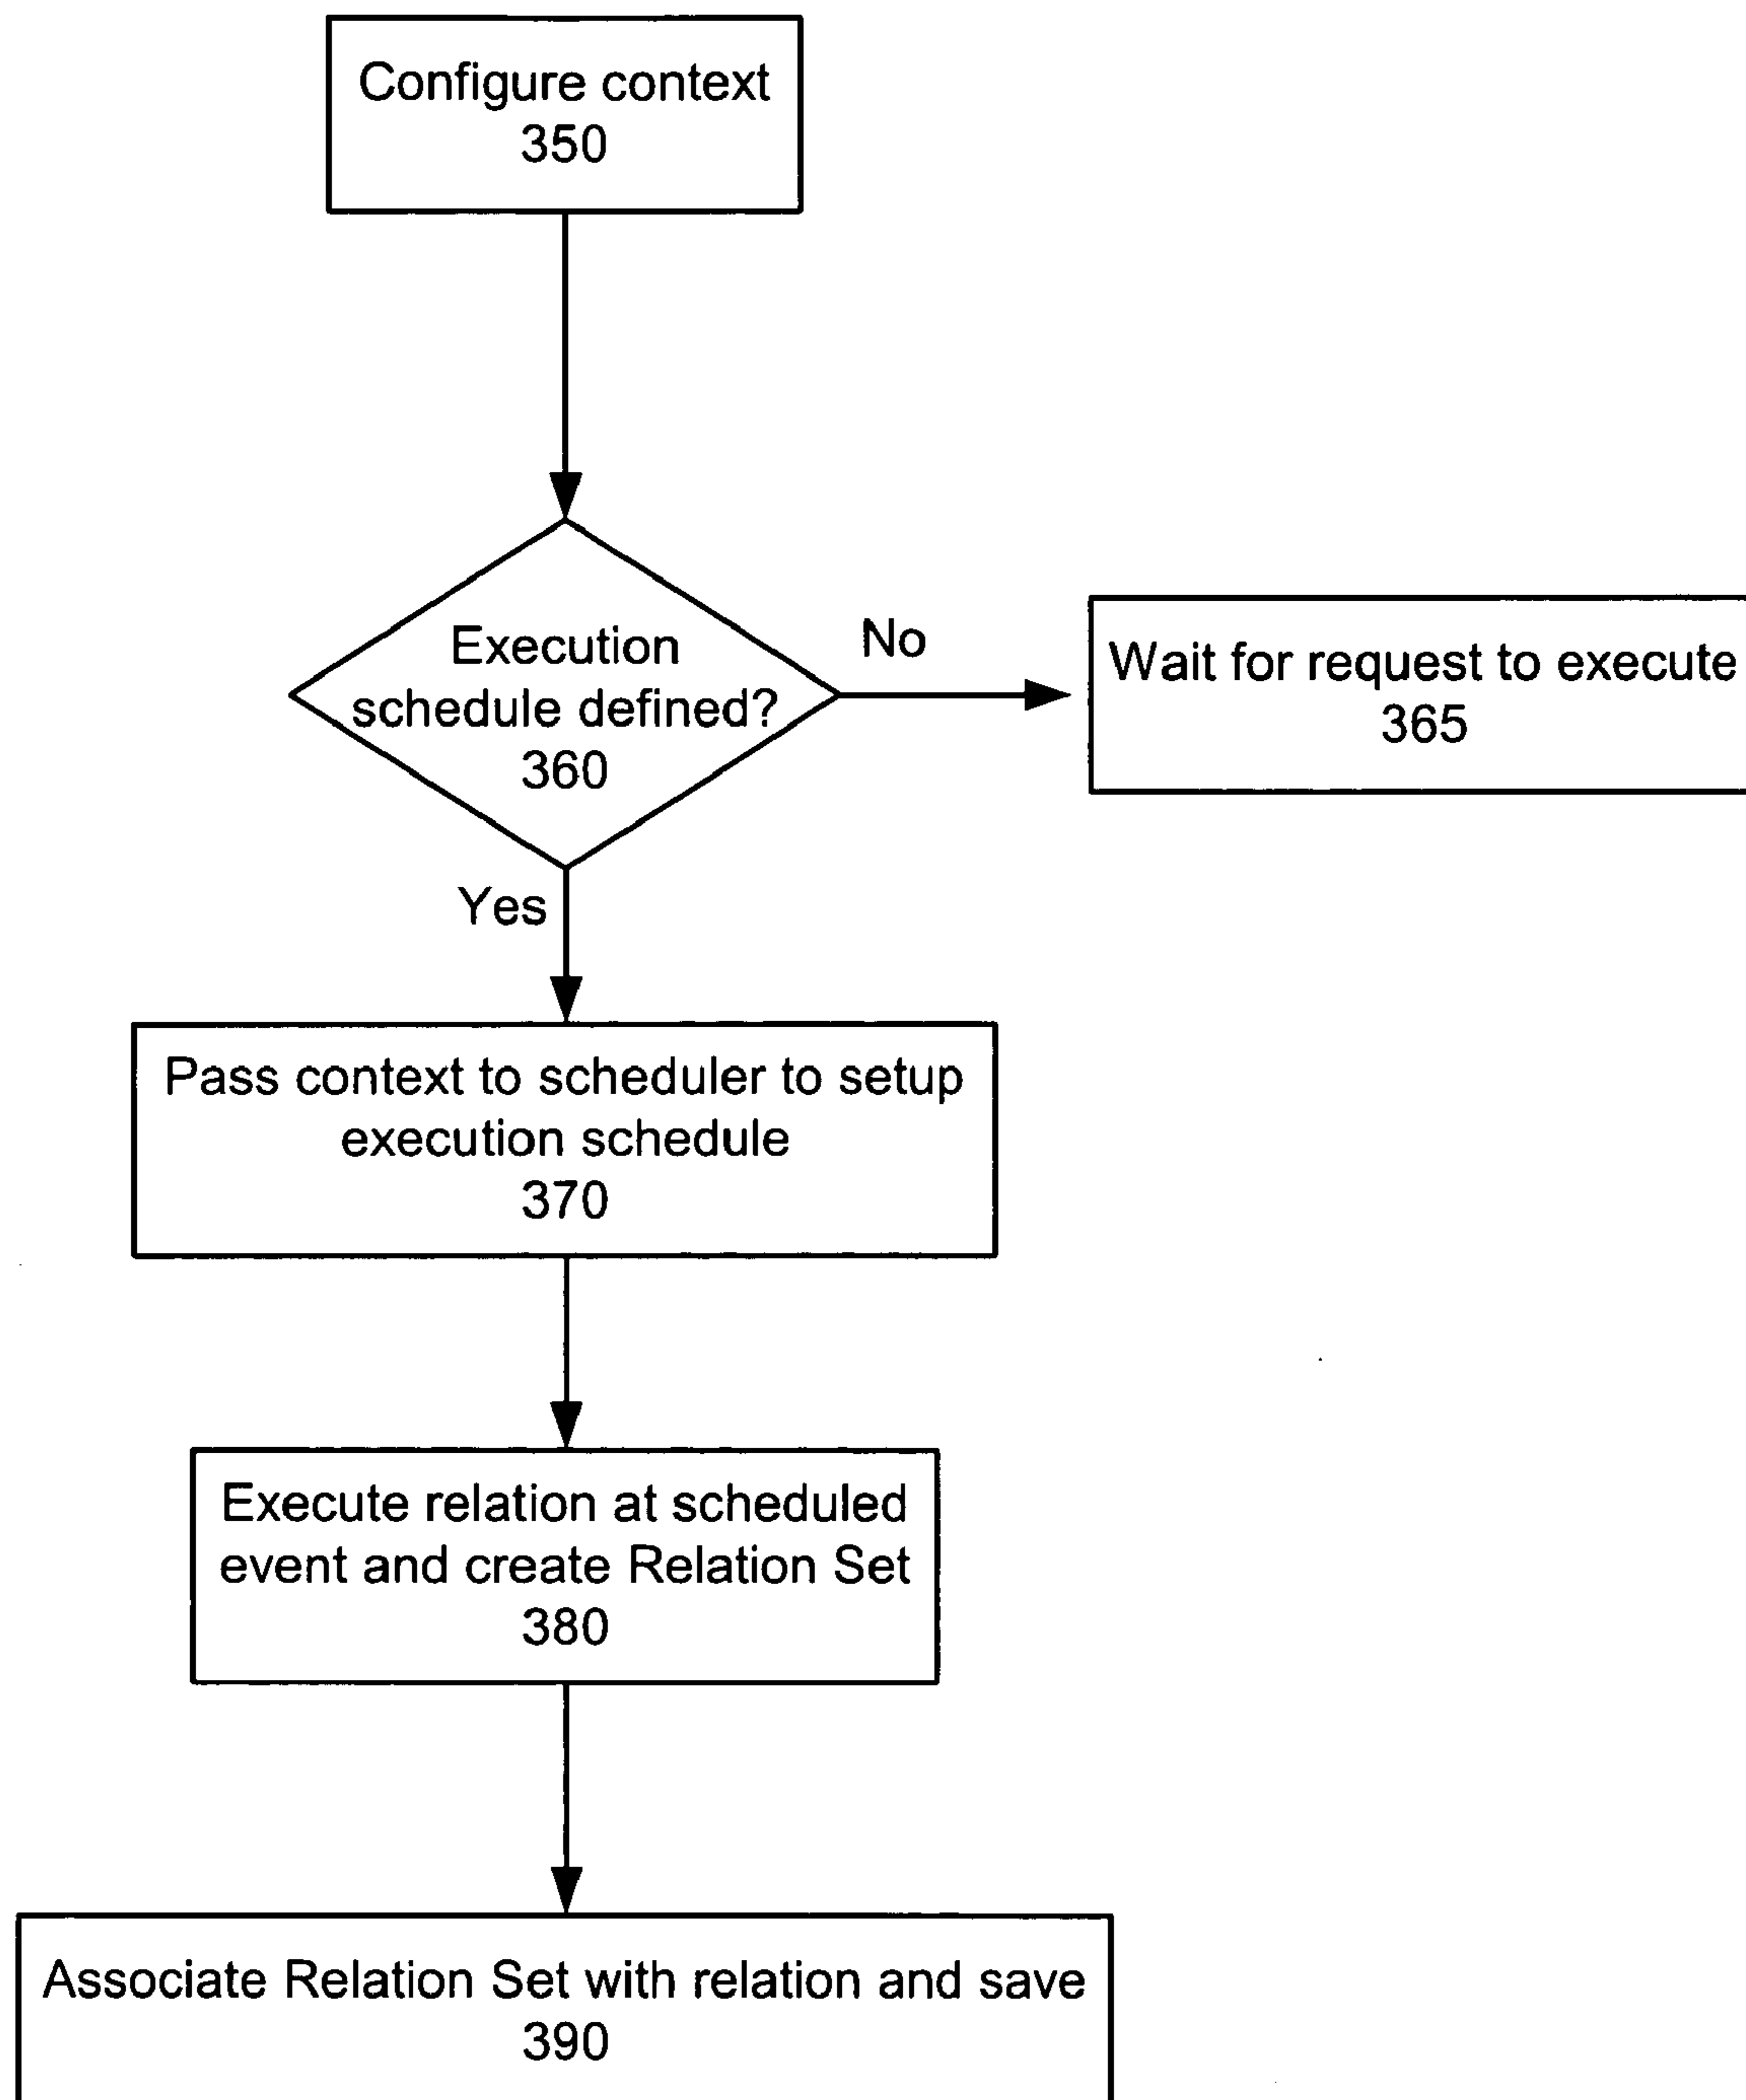 Configure context
350
Execution
schedule defined?
360
No
Wait for request to execute
365
Yes
Pass context to scheduler to setup
execution schedule
370
Execute relation at scheduled
event and create Relation Set
380
Associate Relation Set with relation and save
390